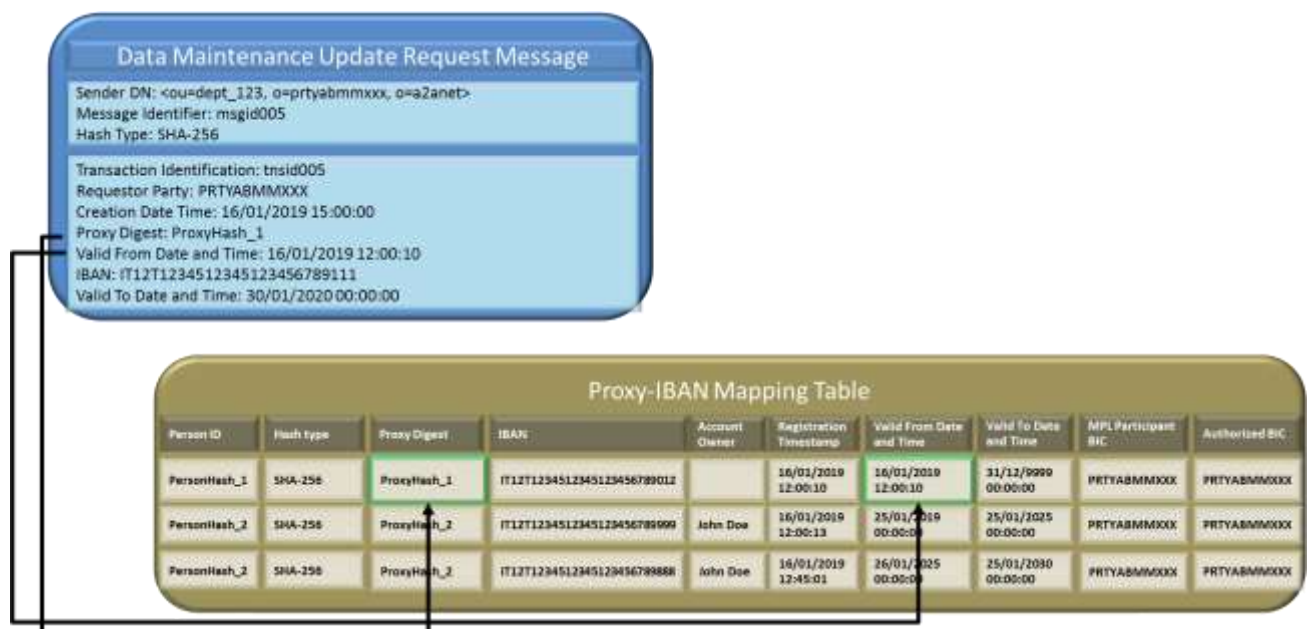 Data Maintenance Update Request Message
Sender DN: <ou=dept_123, o=prtyabmmxxx, o=a2anet>
Message Identifier: msgid005
Hash Type: SHA-256
Transaction Identification: tnsid005
Requestor Party: PRTYABMMXXX
Creation Date Time: 16/01/2019 15:00:00
Proxy Digest: ProxyHash_1
Valid From Date and Time: 16/01/2019 12:00:10
IBAN: IT12T1234512345123456789111
Valid To Date and Time: 30/01/2020 00:00:00
Proxy-IBAN Mapping Table
Person ID Hash type Proxy Digest IBAN Account Owner Registration Timestamp Valid From Date and Time Valid To Date and Time MPL Participant BIC Authorized BIC
PersonHash_1 SHA-256 ProxyHash_1 IT12T1234512345123456789012 16/01/2019 12:00:10 16/01/2019 12:00:10 31/12/9999 00:00:00 PRTYABMMXXX PRTYABMMXXX
PersonHash_2 SHA-256 ProxyHash_2 IT12T1234512345123456789999 John Doe 16/01/2019 12:00:13 25/01/2019 00:00:00 25/01/2025 00:00:00 PRTYABMMXXX PRTYABMMXXX
PersonHash_2 SHA-256 ProxyHash_2 IT12T1234512345123456789888 John Doe 16/01/2019 12:45:01 26/01/2025 00:00:00 25/01/2030 00:00:00 PRTYABMMXXX PRTYABMMXXX